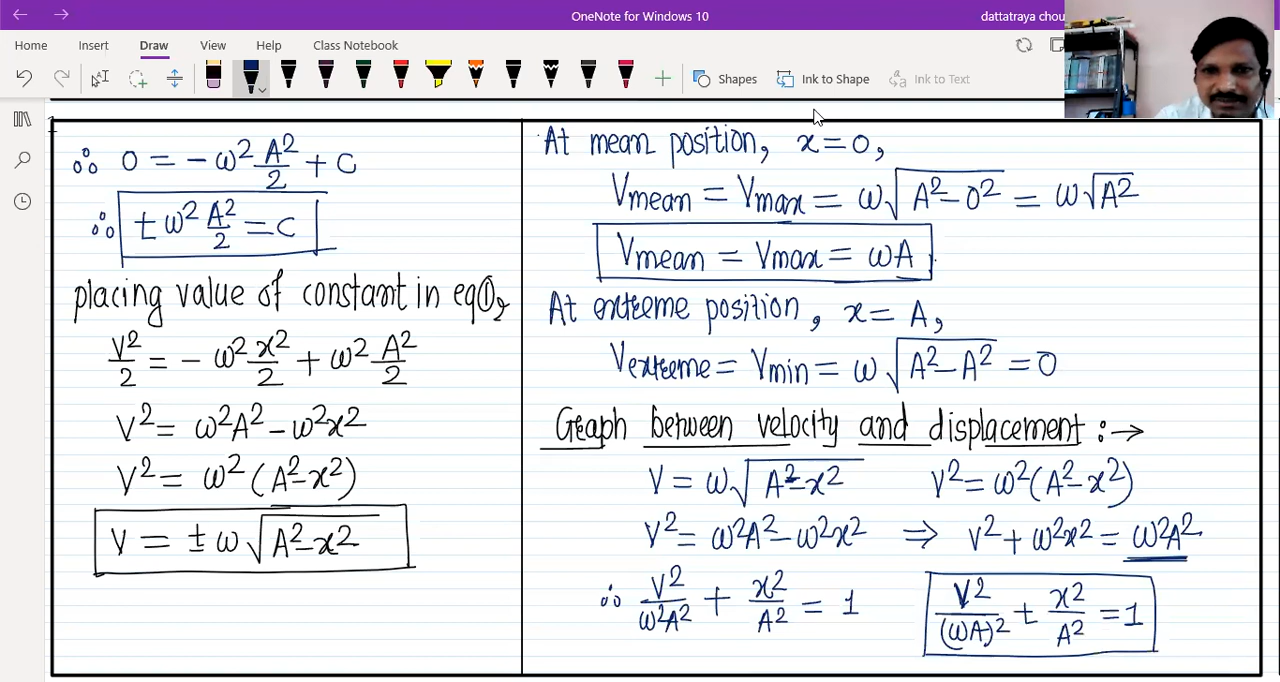 OneNote for Windows 10
dattatraya chou
Home Insert Draw View Help Class Notebook
Shapes Ink to Shape Ink to Text
∴ 0 = -ω² A²/2 + C
∴ ± ω² A²/2 = C
placing value of constant in eqⁿ②
V²/2 = - ω² x²/2 + ω² A²/2
V² = ω²A² - ω²x²
V² = ω² (A² - x²)
V = ± ω √(A² - x²)
At mean position, x = 0,
Vmean = Vmax = ω √(A² - 0²) = ω √A²
Vmean = Vmax = ωA
At extreme position, x = A,
Vextreme = Vmin = ω √(A² - A²) = 0
Graph between velocity and displacement :→
V = ω √(A² - x²) V² = ω² (A² - x²)
V² = ω²A² - ω²x² ⇒ V² + ω²x² = ω²A²
∴ V²/ω²A² + x²/A² = 1 V²/(ωA)² + x²/A² = 1